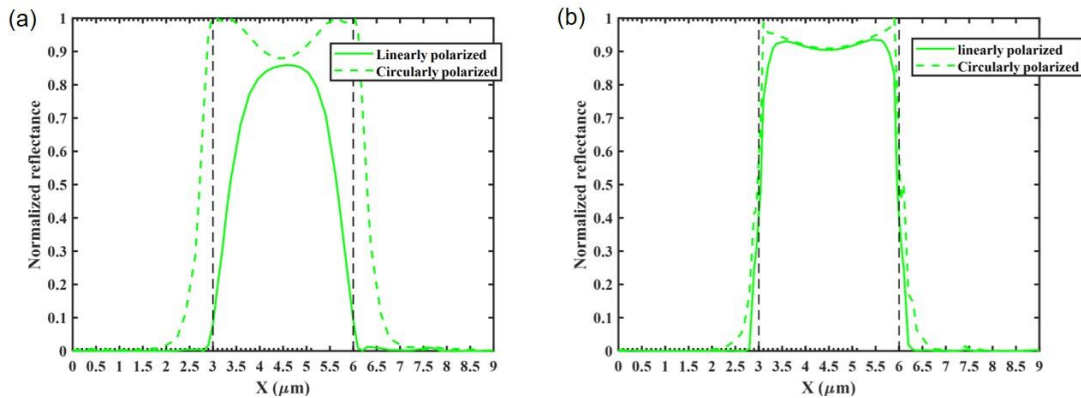 (a)
Normalized reflectance
1
0.9
0.8
0.7
0.6
0.5
0.4
0.3
0.2
0.1
0
Linearly polarized
Circularly polarized
0 0.5 1 1.5 2 2.5 3 3.5 4 4.5 5 5.5 6 6.5 7 7.5 8 8.5 9
X (μm)
(b)
Normalized reflectance
1
0.9
0.8
0.7
0.6
0.5
0.4
0.3
0.2
0.1
0
linearly polarized
Circularly polarized
0 0.5 1 1.5 2 2.5 3 3.5 4 4.5 5 5.5 6 6.5 7 7.5 8 8.5 9
X (μm)